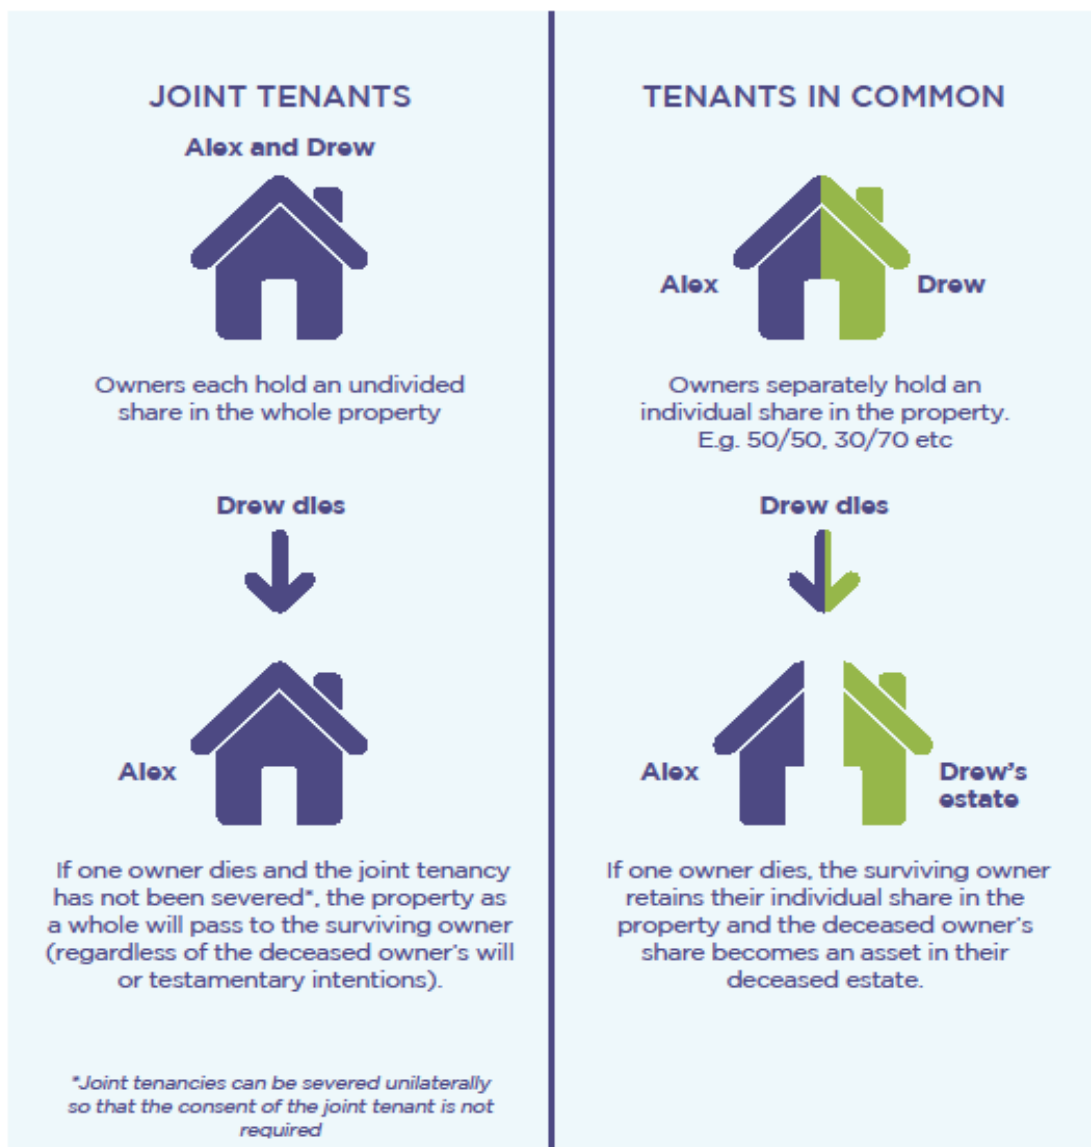 JOINT TENANTS
Alex and Drew
Owners each hold an undivided
share in the whole property
Drew dies
Alex
If one owner dies and the joint tenancy
has not been severed*, the property as
a whole will pass to the surviving owner
(regardless of the deceased owner's will
or testamentary intentions).
*Joint tenancies can be severed unilaterally
so that the consent of the joint tenant is not
required
TENANTS IN COMMON
Alex
Drew
Owners separately hold an
individual share in the property.
E.g. 50/50, 30/70 etc
Drew dies
Alex
Drew's
estate
If one owner dies, the surviving owner
retains their individual share in the
property and the deceased owner's
share becomes an asset in their
deceased estate.